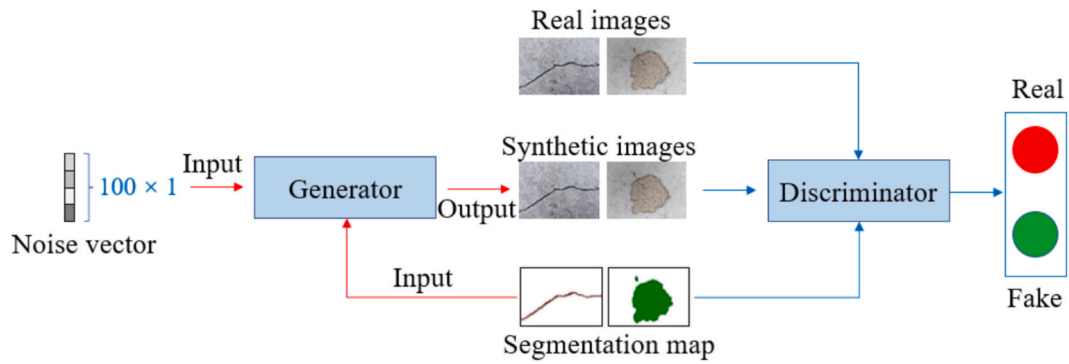 Real images
Real
Synthetic images
Input
100 × 1
Generator
Output
Discriminator
Noise vector
Input
Fake
Segmentation map